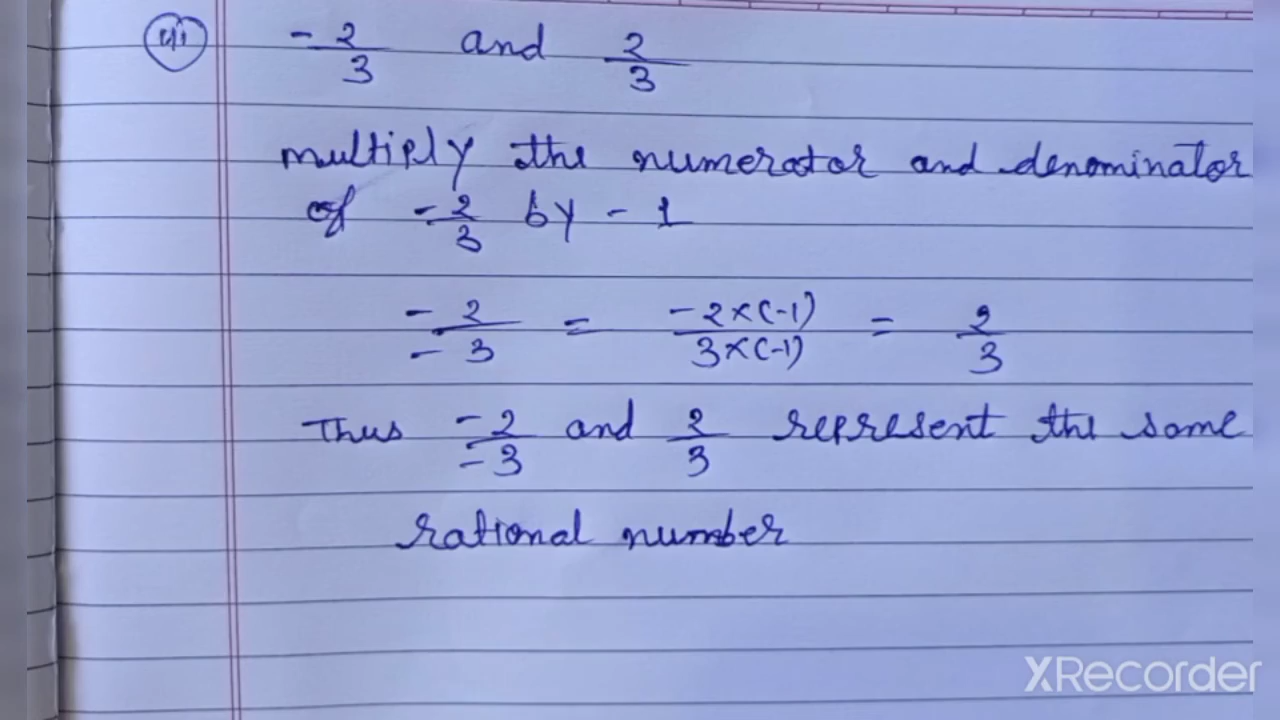 (iii) -2/3 and 2/3
multiply the numerator and denominator
of -2/3 by -1
-2/-3 = -2×(-1)/3×(-1) = 2/3
Thus -2/-3 and 2/3 represent the same
rational number
XRecorder